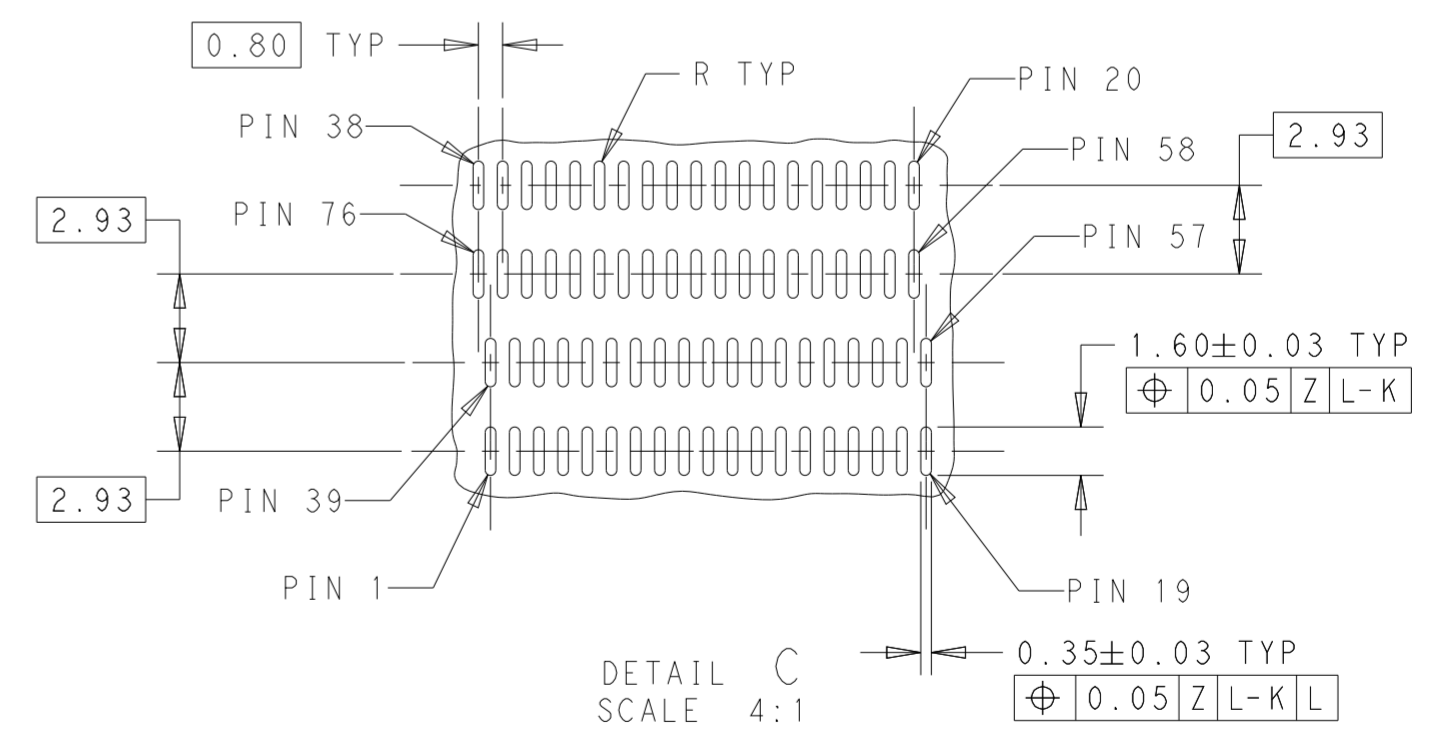 0.80 TYP
R TYP
PIN 20
PIN 38
PIN 58
2.93
2.93
PIN 76
PIN 57
1.60±0.03 TYP
⌖ 0.05 Z L-K
2.93
PIN 39
PIN 1
PIN 19
DETAIL C
SCALE 4:1
0.35±0.03 TYP
⌖ 0.05 Z L-K L